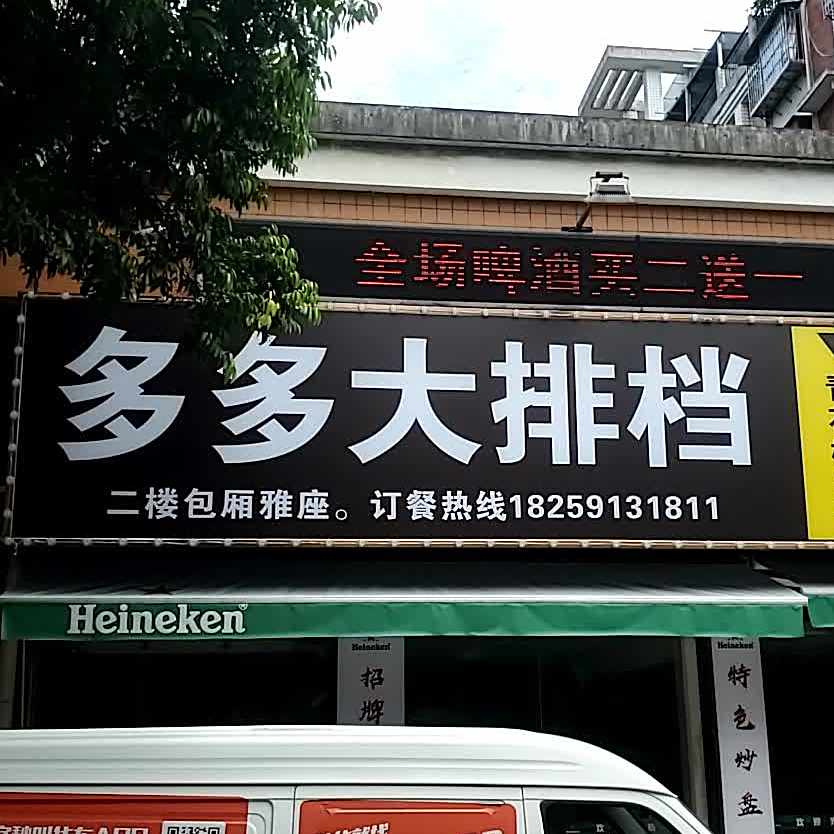 全场啤酒买二送一
多多大排档
二楼包厢雅座。订餐热线18259131811
Heineken
Heineken
招牌
Heineken
特色炒盘